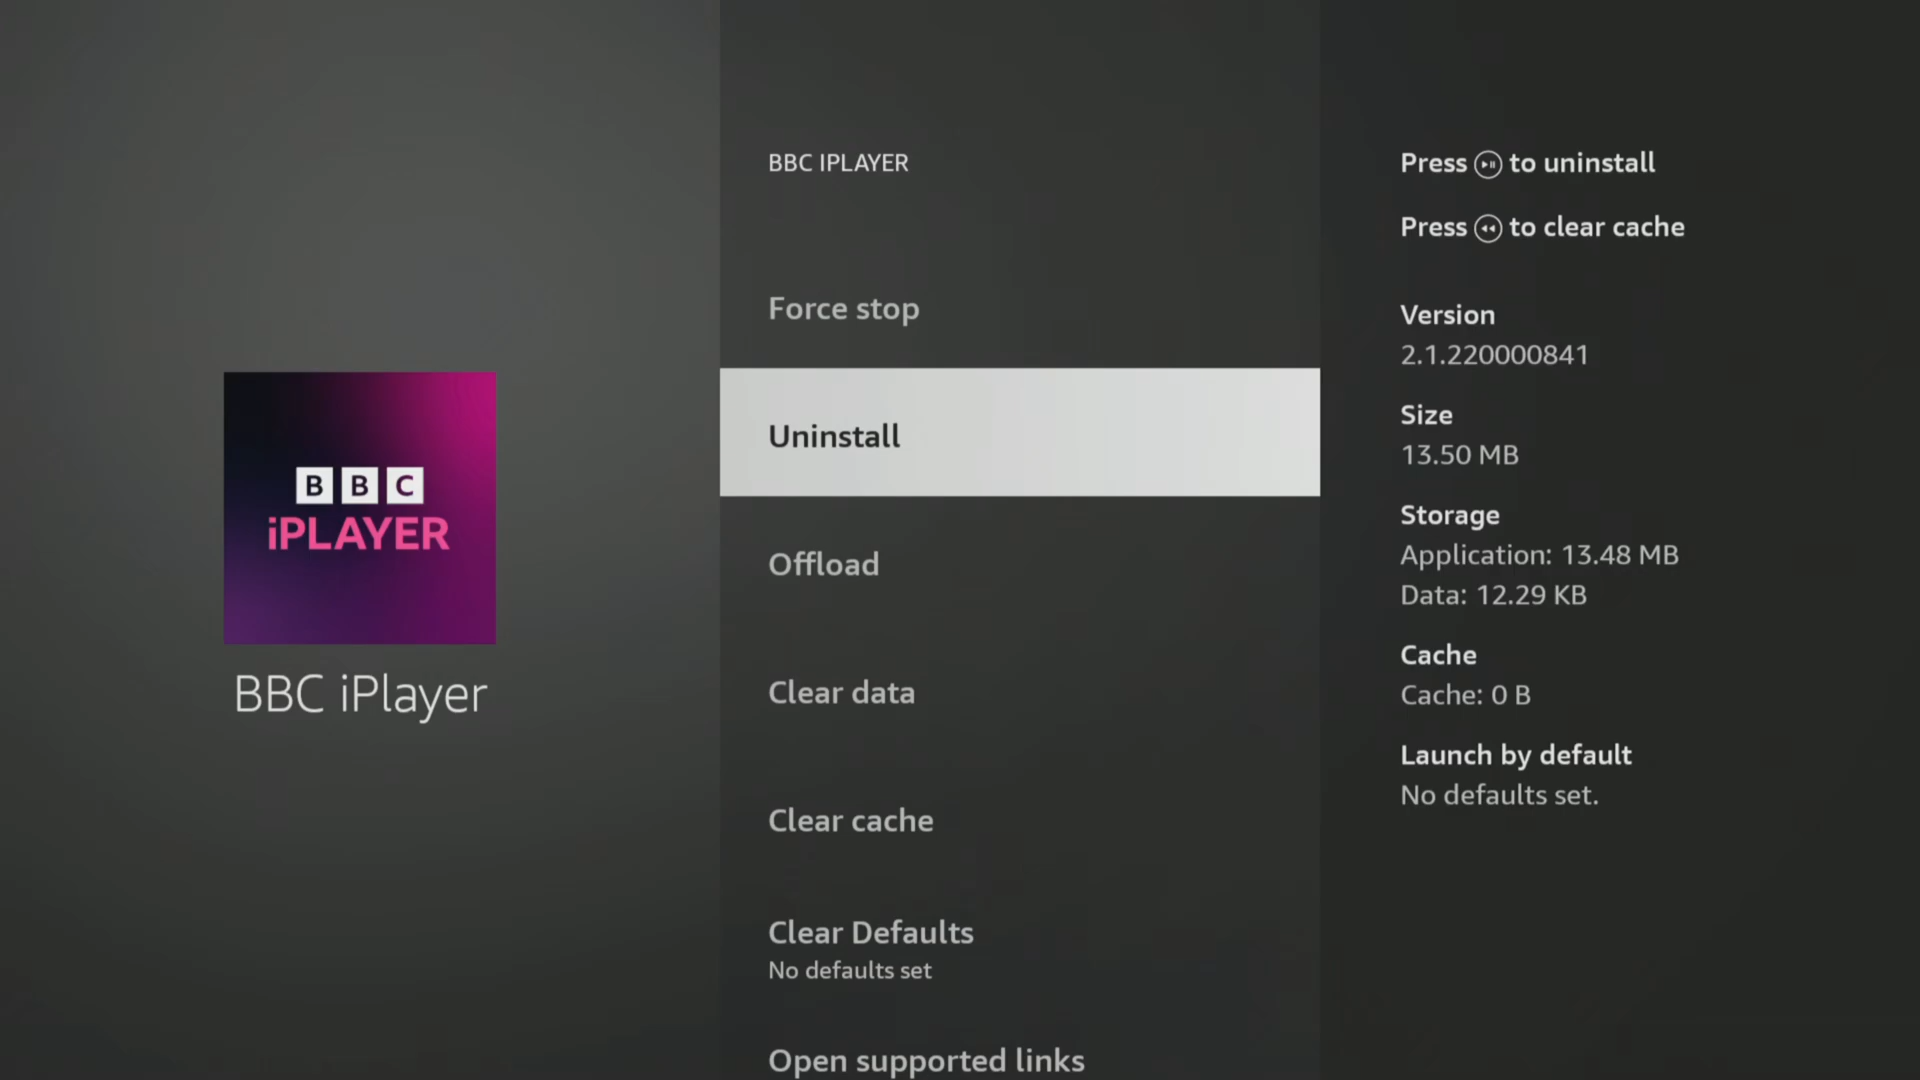 BBC
iPLAYER
BBC iPlayer
BBC IPLAYER
Force stop
Uninstall
Offload
Clear data
Clear cache
Clear Defaults
No defaults set
Open supported links
Press to uninstall
Press to clear cache
Version
2.1.220000841
Size
13.50 MB
Storage
Application: 13.48 MB
Data: 12.29 KB
Cache
Cache: 0 B
Launch by default
No defaults set.